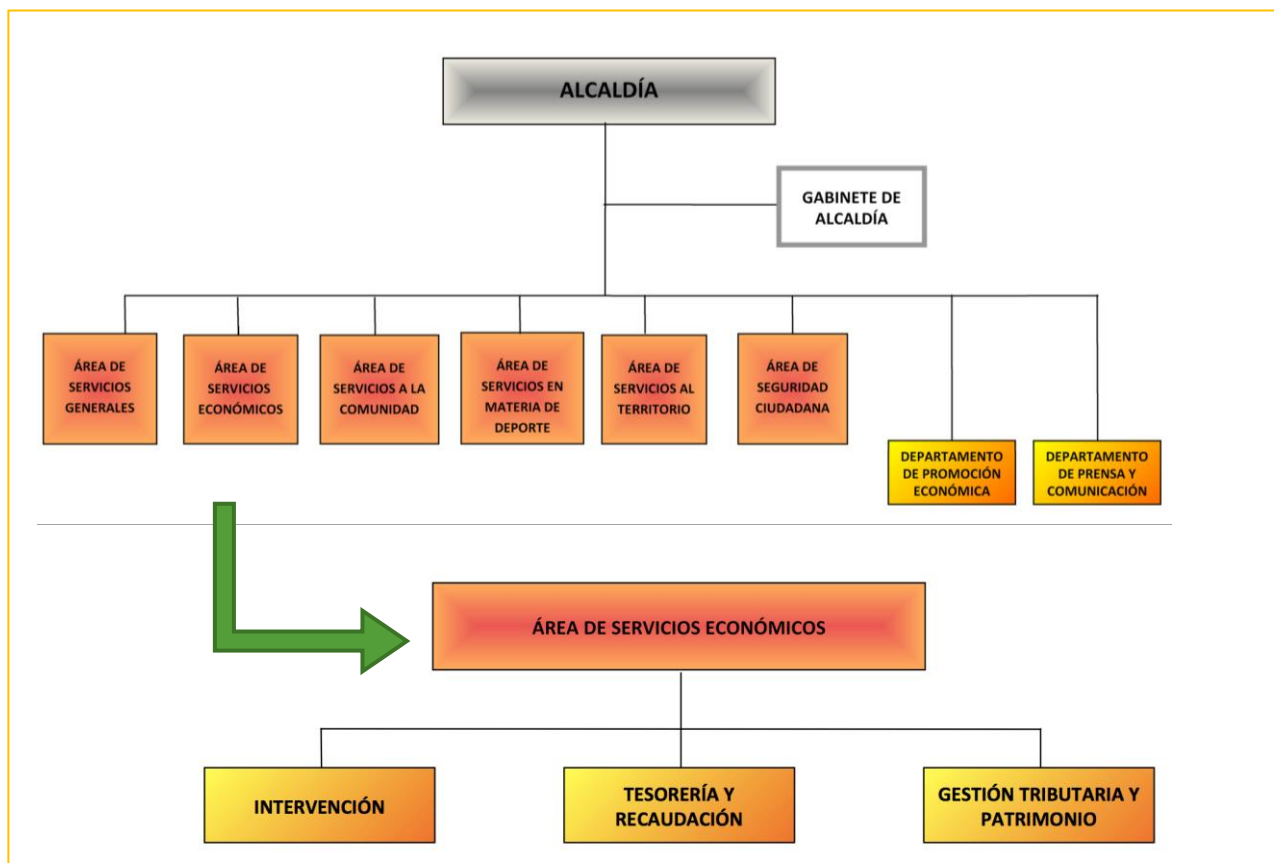 ALCALDÍA
GABINETE DE
ALCALDÍA
ÁREA DE
SERVICIOS
GENERALES
ÁREA DE
SERVICIOS
ECONÓMICOS
ÁREA DE
SERVICIOS A LA
COMUNIDAD
ÁREA DE
SERVICIOS EN
MATERIA DE
DEPORTE
ÁREA DE
SERVICIOS AL
TERRITORIO
ÁREA DE
SEGURIDAD
CIUDADANA
DEPARTAMENTO
DE PROMOCIÓN
ECONÓMICA
DEPARTAMENTO
DE PRENSA Y
COMUNICACIÓN
ÁREA DE SERVICIOS ECONÓMICOS
INTERVENCIÓN
TESORERÍA Y
RECAUDACIÓN
GESTIÓN TRIBUTARIA Y
PATRIMONIO